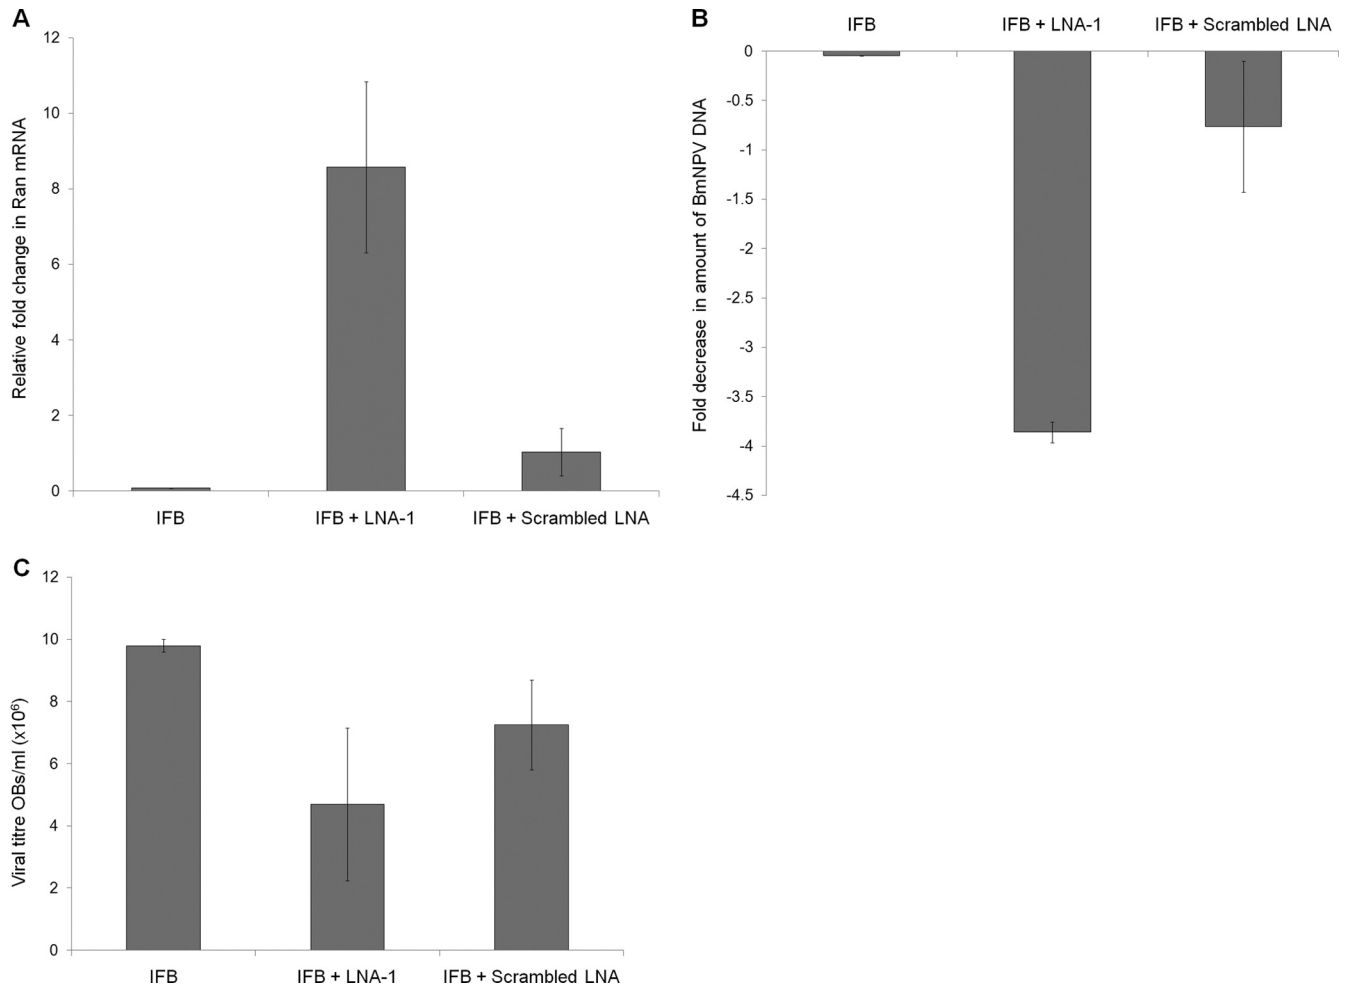 A
Relative fold change in Ran mRNA
12
10
8
6
4
2
0
IFB
IFB + LNA-1
IFB + Scrambled LNA
B
IFB
IFB + LNA-1
IFB + Scrambled LNA
Fold decrease in amount of BmNPV DNA
0
-0.5
-1
-1.5
-2
-2.5
-3
-3.5
-4
-4.5
C
Viral titre OBs/ml (x10⁶)
12
10
8
6
4
2
0
IFB
IFB + LNA-1
IFB + Scrambled LNA